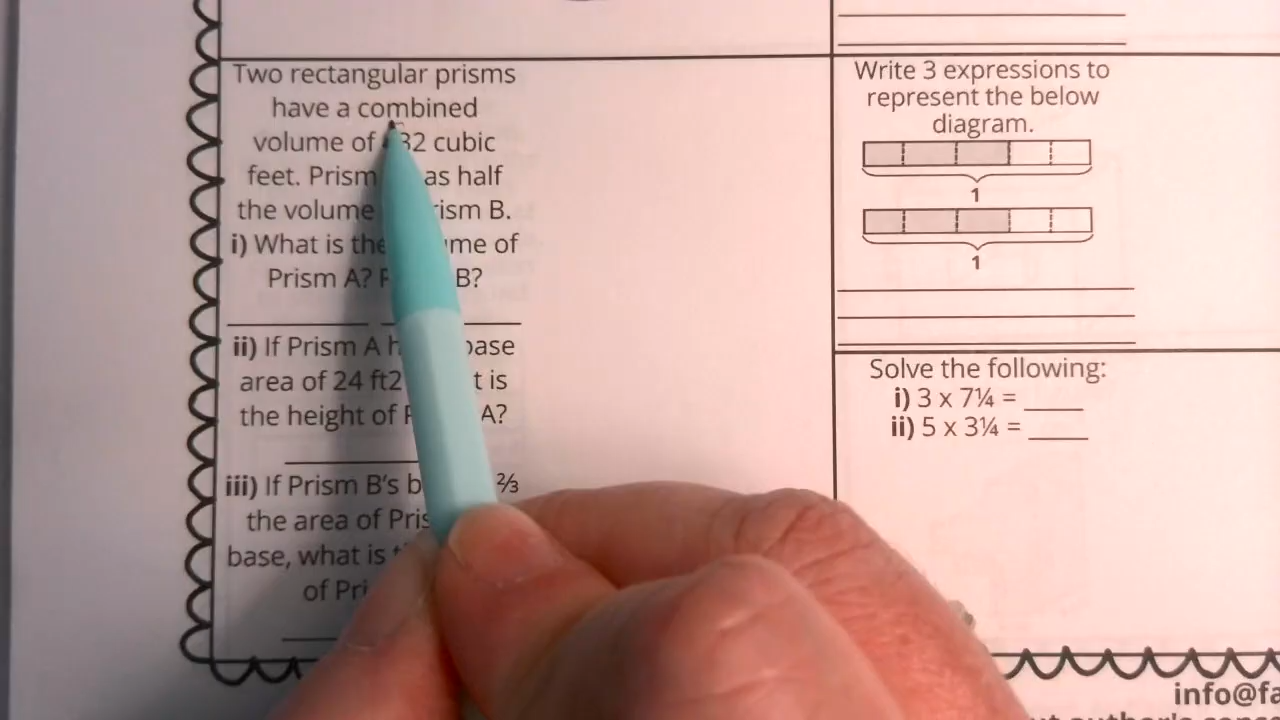 Two rectangular prisms
have a combined
volume of 32 cubic
feet. Prism as half
the volume rism B.
i) What is the ume of
Prism A? B?
ii) If Prism A h base
area of 24 ft2 t is
the height of A?
iii) If Prism B's b ⅔
the area of Pris
base, what is
of Pri
Write 3 expressions to
represent the below
diagram.
1
1
Solve the following:
i) 3 x 7¼ = ____
ii) 5 x 3¼ = ____
info@fa